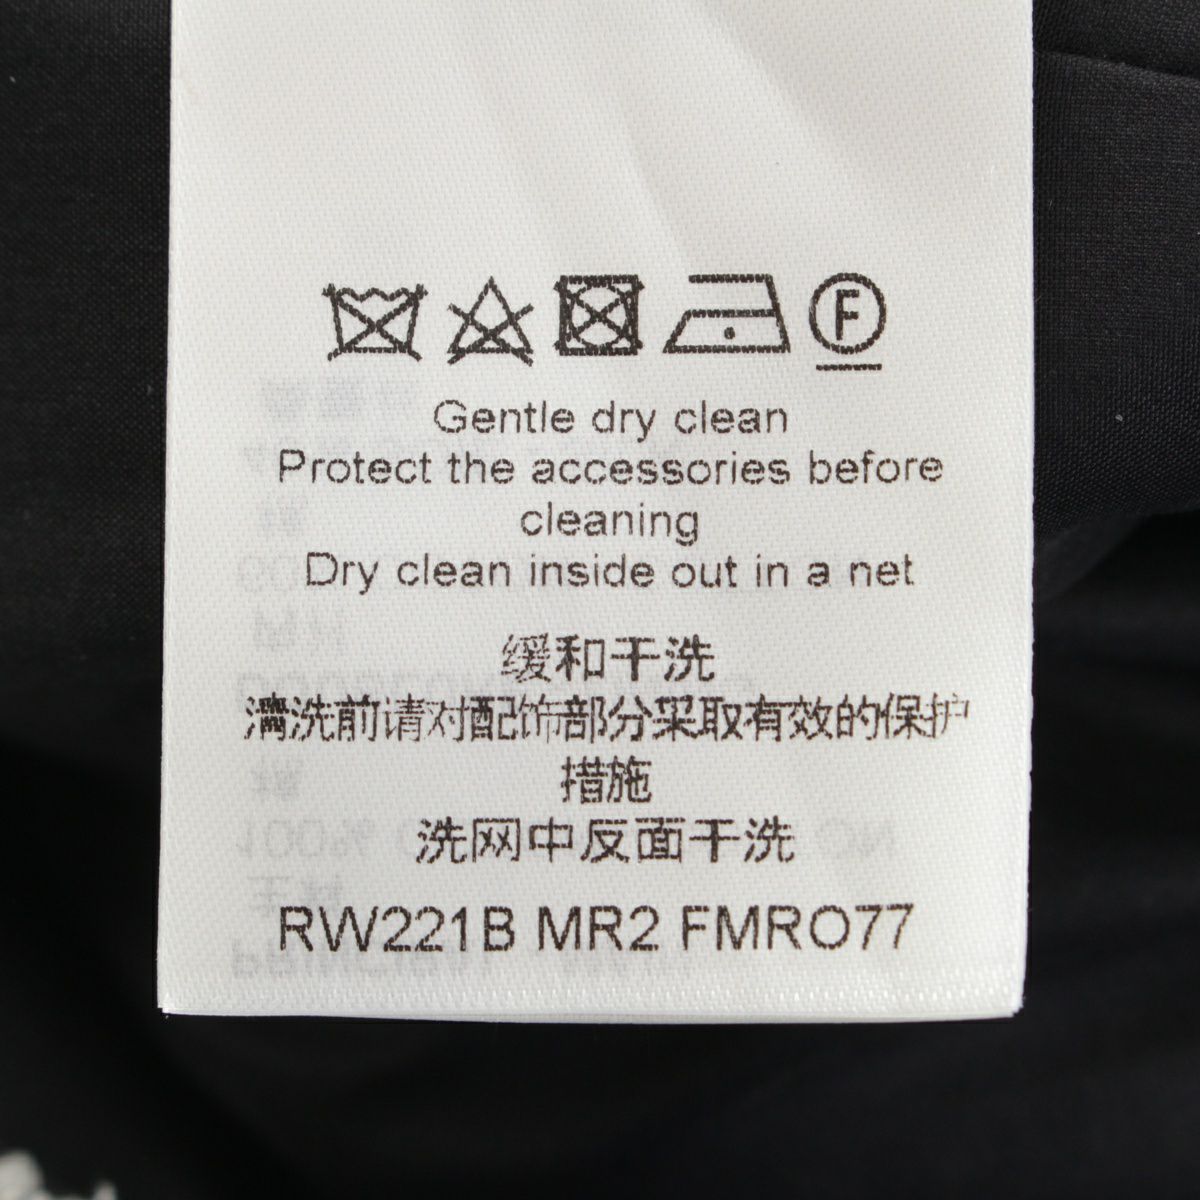 F
Gentle dry clean
Protect the accessories before
cleaning
Dry clean inside out in a net
缓和干洗
清洗前请对配饰部分采取有效的保护
措施
洗网中反面干洗
RW221B MR2 FMRO77